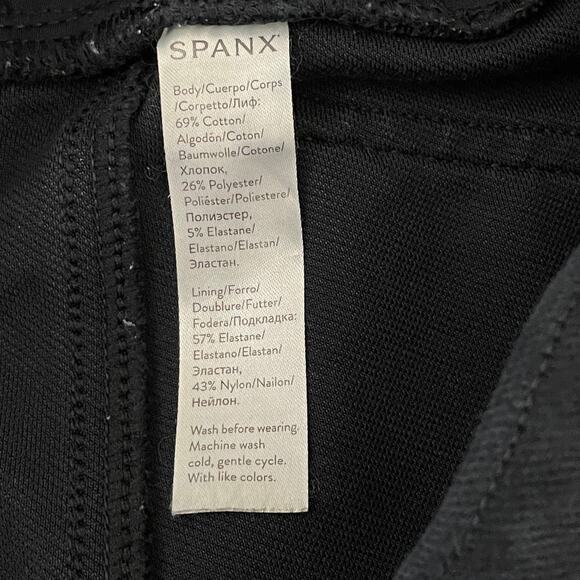 SPANX
Body/Cuerpo/Corps
/Corpetto/Лиф:
69% Cotton/
Algodón/Coton/
Baumwolle/Cotone/
Хлопок,
26% Polyester/
Poliéster/Poliestere/
Полиэстер,
5% Elastane/
Elastano/Elastan/
Эластан.
Lining/Forro/
Doublure/Futter/
Fodera/Подкладка:
57% Elastane/
Elastano/Elastan/
Эластан,
43% Nylon/Nailon/
Нейлон.
Wash before wearing.
Machine wash
cold, gentle cycle.
With like colors.